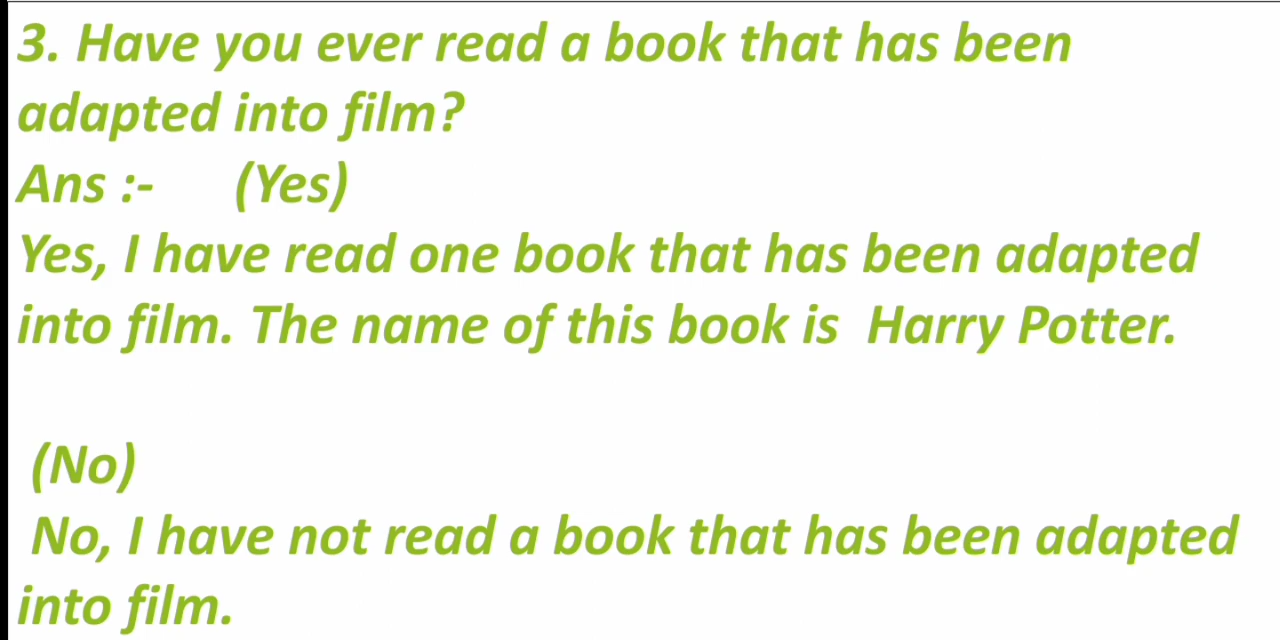 3. Have you ever read a book that has been
adapted into film?
Ans :- (Yes)
Yes, I have read one book that has been adapted
into film. The name of this book is Harry Potter.
(No)
No, I have not read a book that has been adapted
into film.